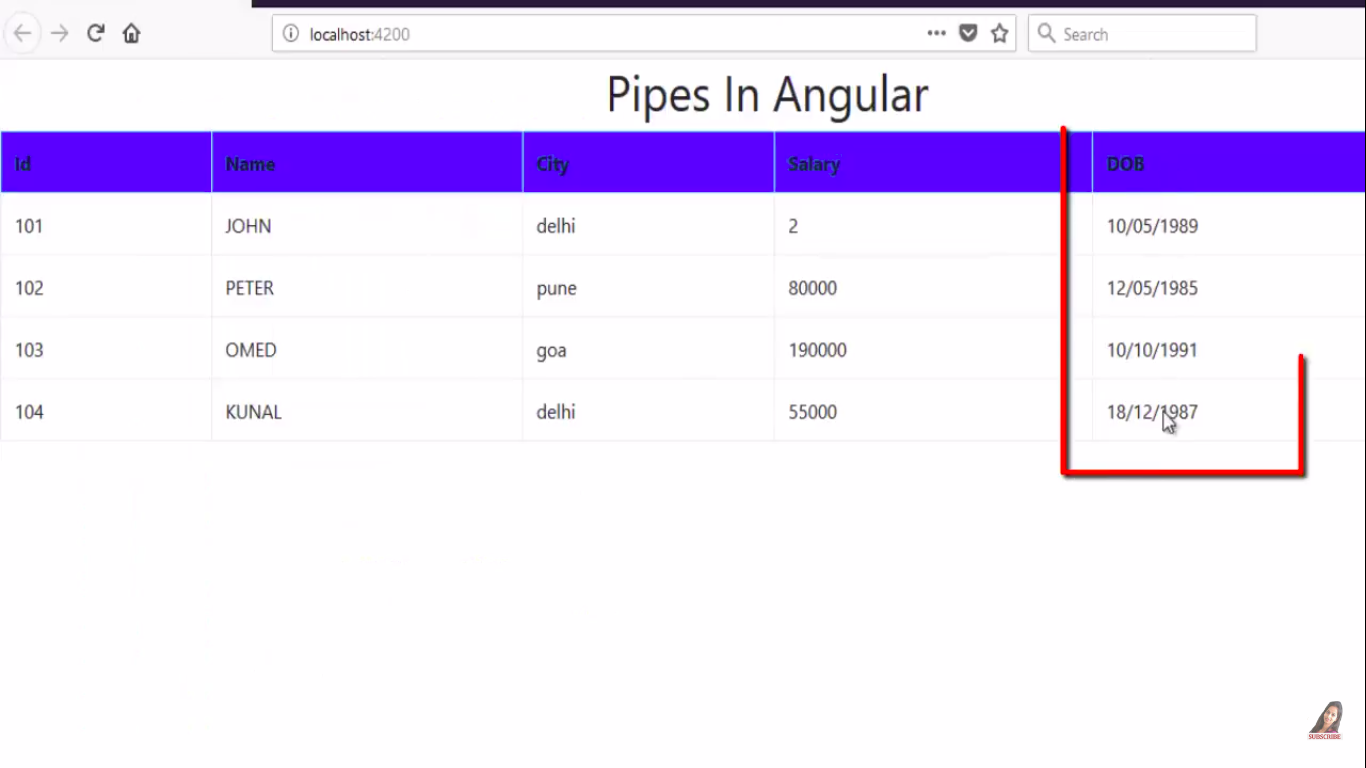 localhost:4200
Search
Pipes In Angular
Id Name City Salary DOB
101 JOHN delhi 2 10/05/1989
102 PETER pune 80000 12/05/1985
103 OMED goa 190000 10/10/1991
104 KUNAL delhi 55000 18/12/1987
SUBSCRIBE